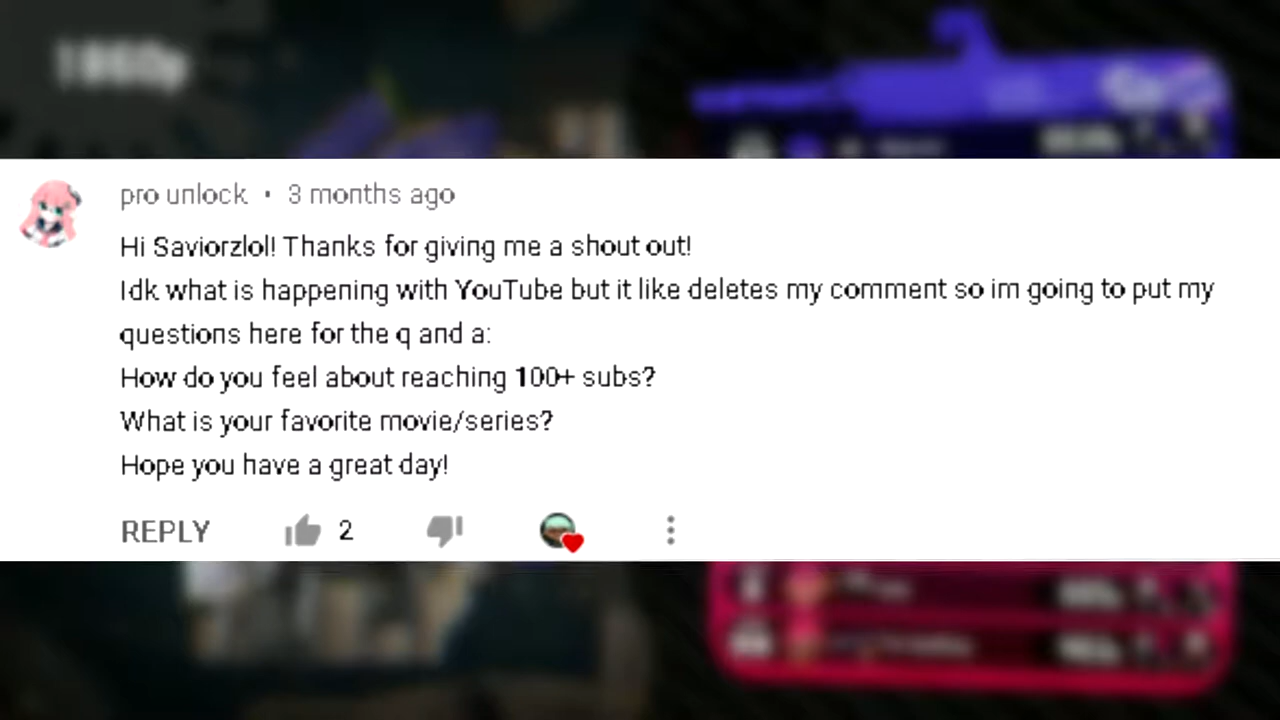 pro unlock · 3 months ago
Hi Saviorzlol! Thanks for giving me a shout out!
Idk what is happening with YouTube but it like deletes my comment so im going to put my
questions here for the q and a:
How do you feel about reaching 100+ subs?
What is your favorite movie/series?
Hope you have a great day!
REPLY 2